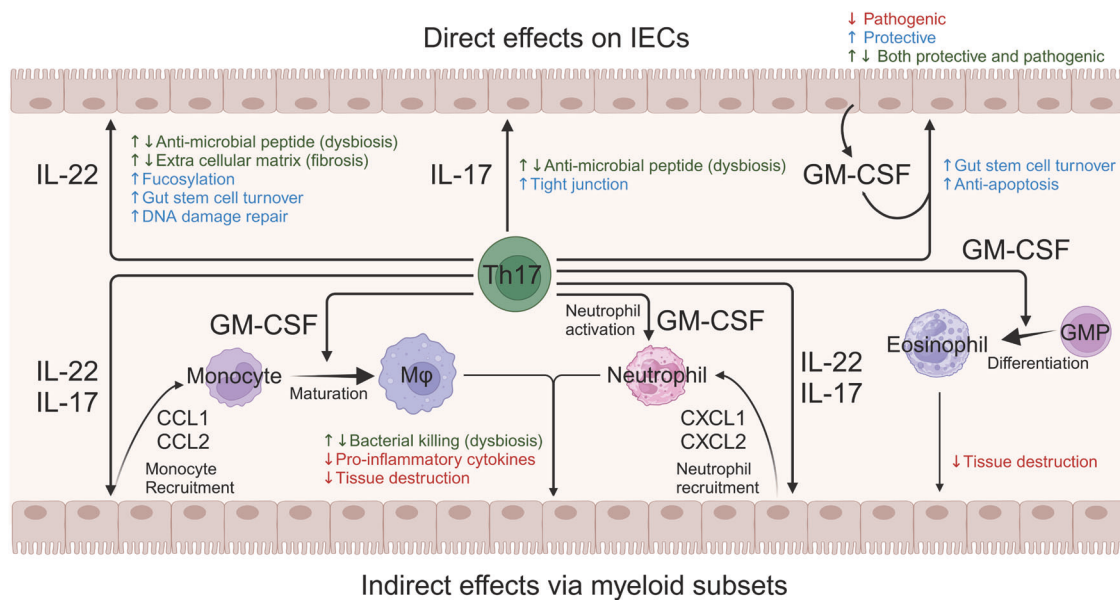 Direct effects on IECs
↓ Pathogenic
↑ Protective
↑↓ Both protective and pathogenic
IL-22
↑↓Anti-microbial peptide (dysbiosis)
↑↓Extra cellular matrix (fibrosis)
↑Fucosylation
↑Gut stem cell turnover
↑DNA damage repair
IL-17
↑↓Anti-microbial peptide (dysbiosis)
↑Tight junction
GM-CSF
↑Gut stem cell turnover
↑Anti-apoptosis
Th17
GM-CSF
Neutrophil
activation
GM-CSF
GM-CSF
IL-22
IL-17
Monocyte
Maturation
Mφ
Neutrophil
IL-22
IL-17
Eosinophil
GMP
Differentiation
CCL1
CCL2
Monocyte
Recruitment
↑↓Bacterial killing (dysbiosis)
↓Pro-inflammatory cytokines
↓Tissue destruction
CXCL1
CXCL2
Neutrophil
recruitment
↓Tissue destruction
Indirect effects via myeloid subsets